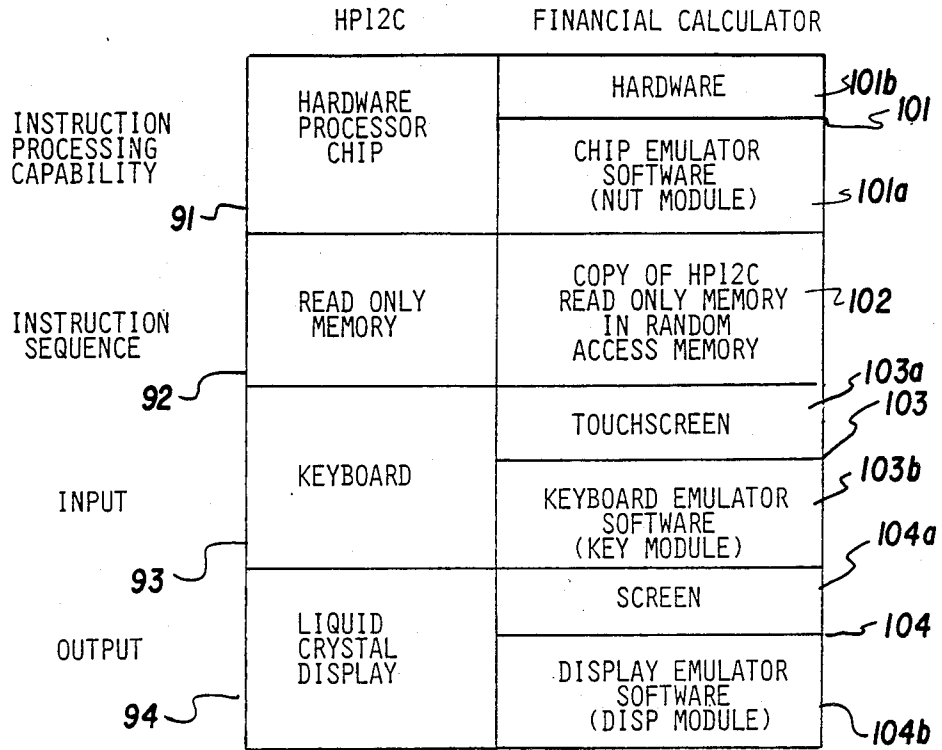 HP12C FINANCIAL CALCULATOR
INSTRUCTION
PROCESSING
CAPABILITY
91
HARDWARE
PROCESSOR
CHIP
HARDWARE
101b
101
CHIP EMULATOR
SOFTWARE
(NUT MODULE)
101a
INSTRUCTION
SEQUENCE
92
READ ONLY
MEMORY
COPY OF HP12C
READ ONLY MEMORY
IN RANDOM
ACCESS MEMORY
102
INPUT
93
KEYBOARD
TOUCHSCREEN
103a
103
KEYBOARD EMULATOR
SOFTWARE
(KEY MODULE)
103b
OUTPUT
94
LIQUID
CRYSTAL
DISPLAY
SCREEN
104a
104
DISPLAY EMULATOR
SOFTWARE
(DISP MODULE)
104b